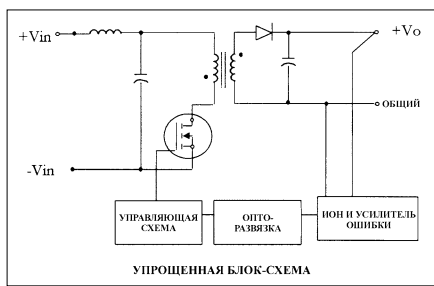 +Vin
+Vo
ОБЩИЙ
-Vin
УПРАВЛЯЮЩАЯ
СХЕМА
ОПТО-
РАЗВЯЗКА
ИОН И УСИЛИТЕЛЬ
ОШИБКИ
УПРОЩЕННАЯ БЛОК-СХЕМА